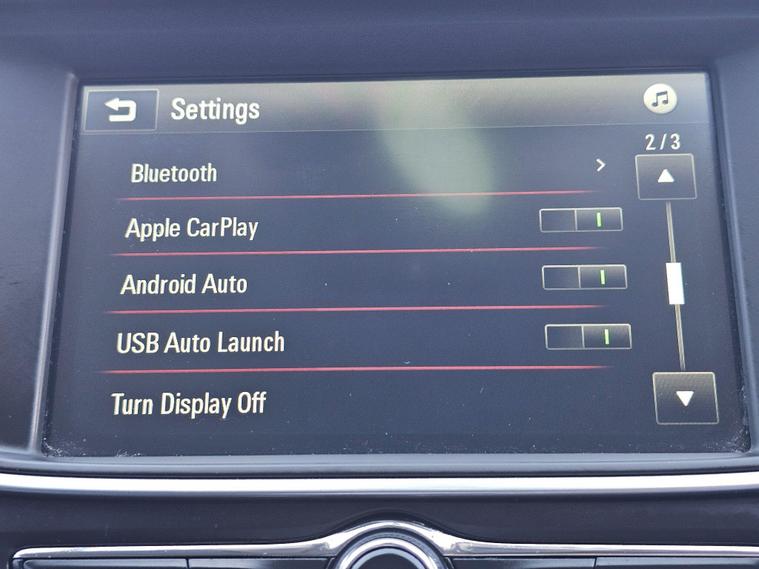 Settings
2/3
Bluetooth
Apple CarPlay
Android Auto
USB Auto Launch
Turn Display Off